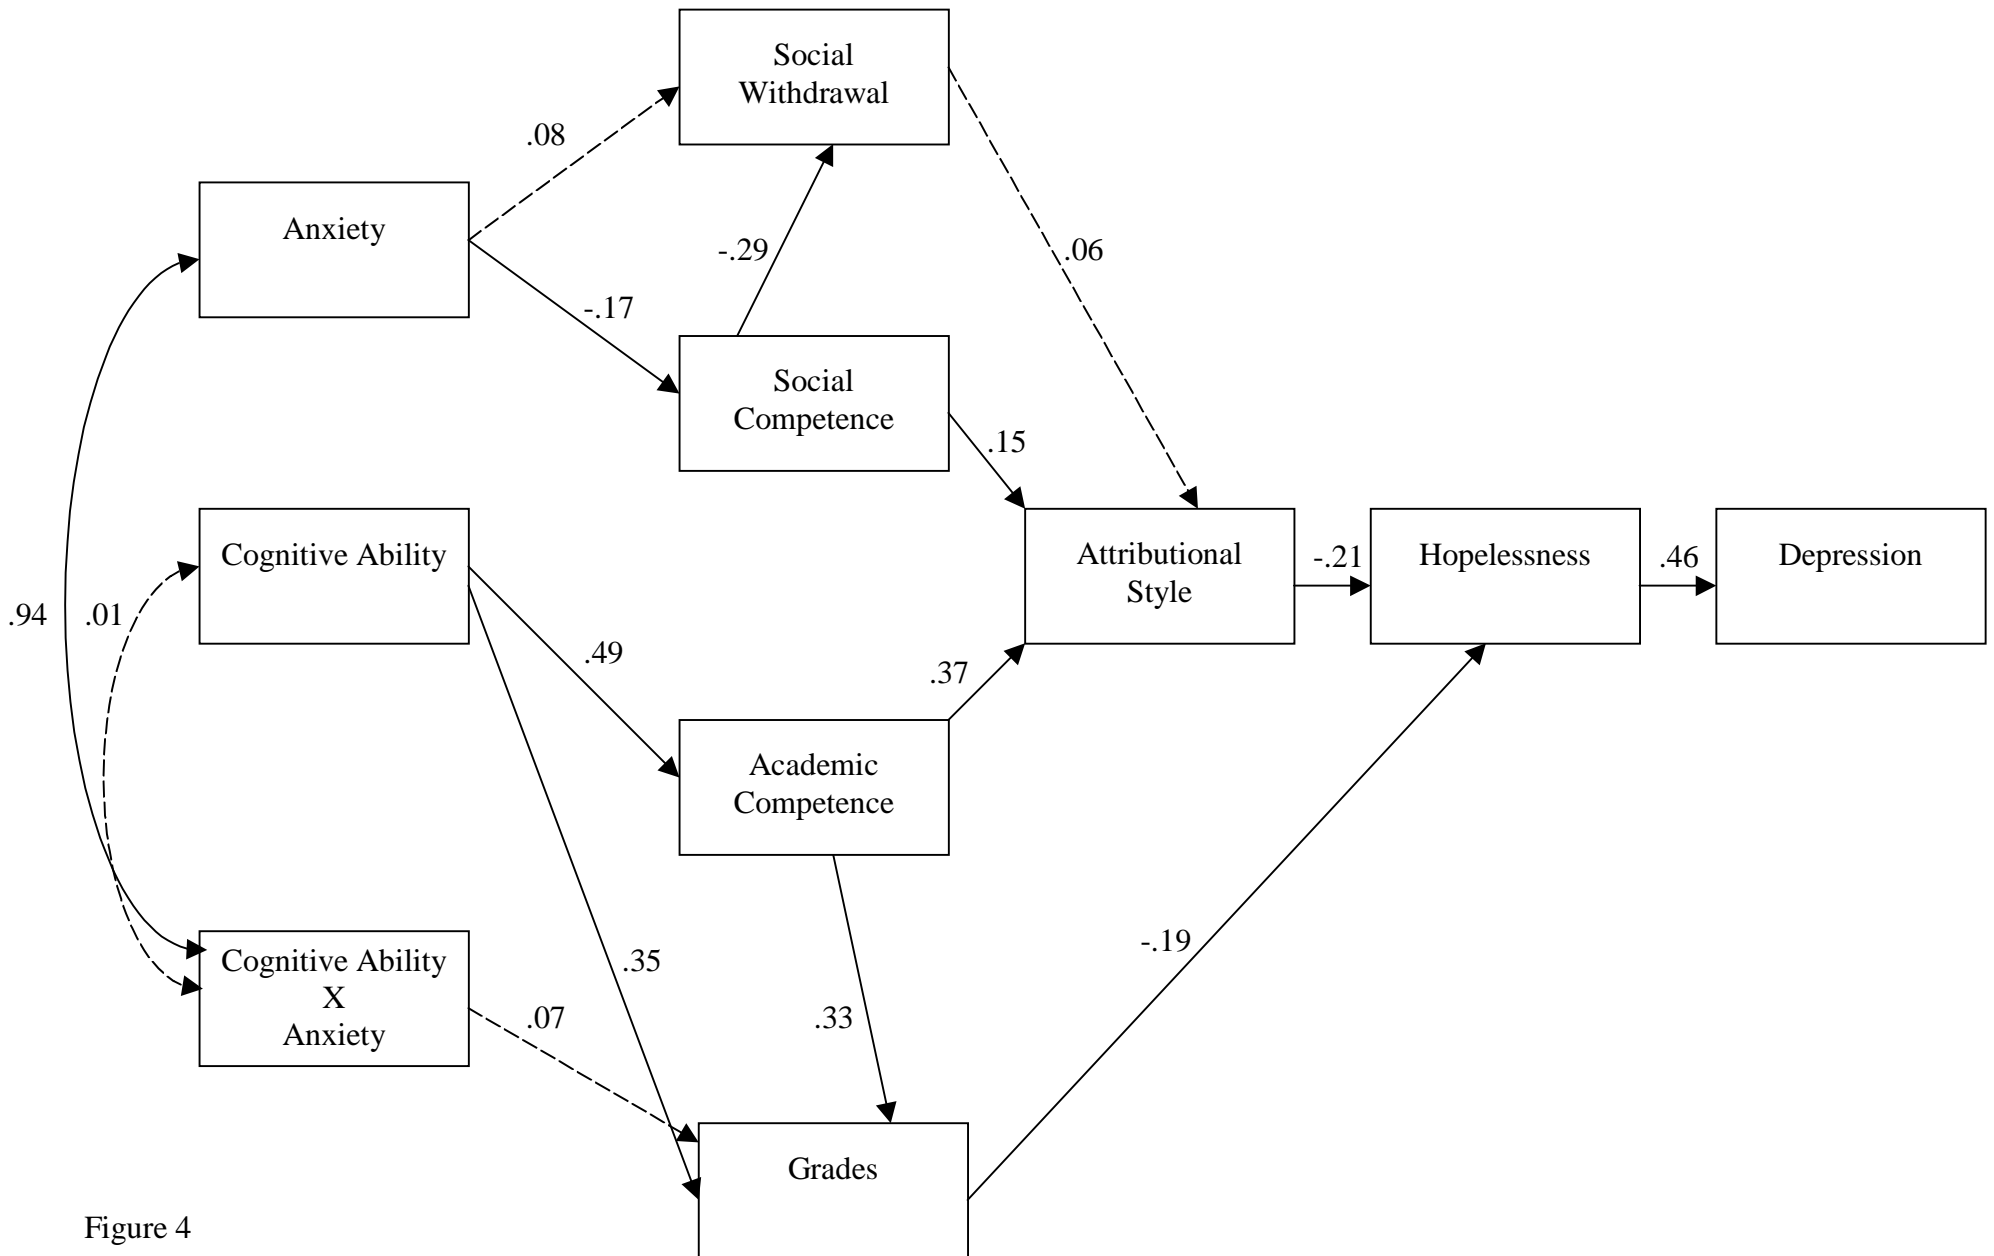 Social
Withdrawal
.08
Anxiety
-.29
.06
-.17
Social
Competence
.15
Cognitive Ability
Attributional
Style
-.21
Hopelessness
.46
Depression
.94
.01
.49
.37
Academic
Competence
-.19
Cognitive Ability
X
Anxiety
.35
.07
.33
Grades
Figure 4